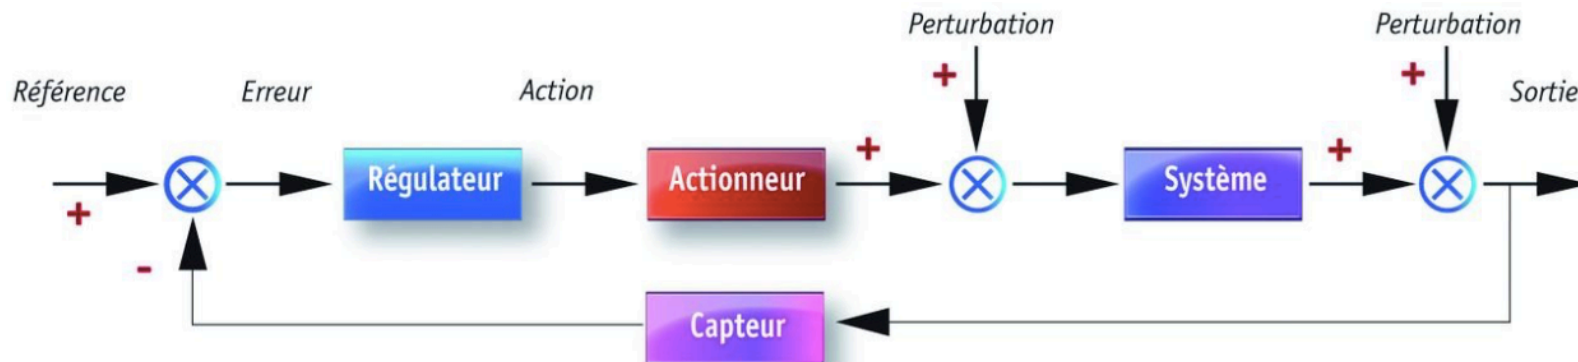 Perturbation
Perturbation
Référence
Erreur
Action
+
+
Sortie
Régulateur
Actionneur
+
Système
+
+
-
Capteur